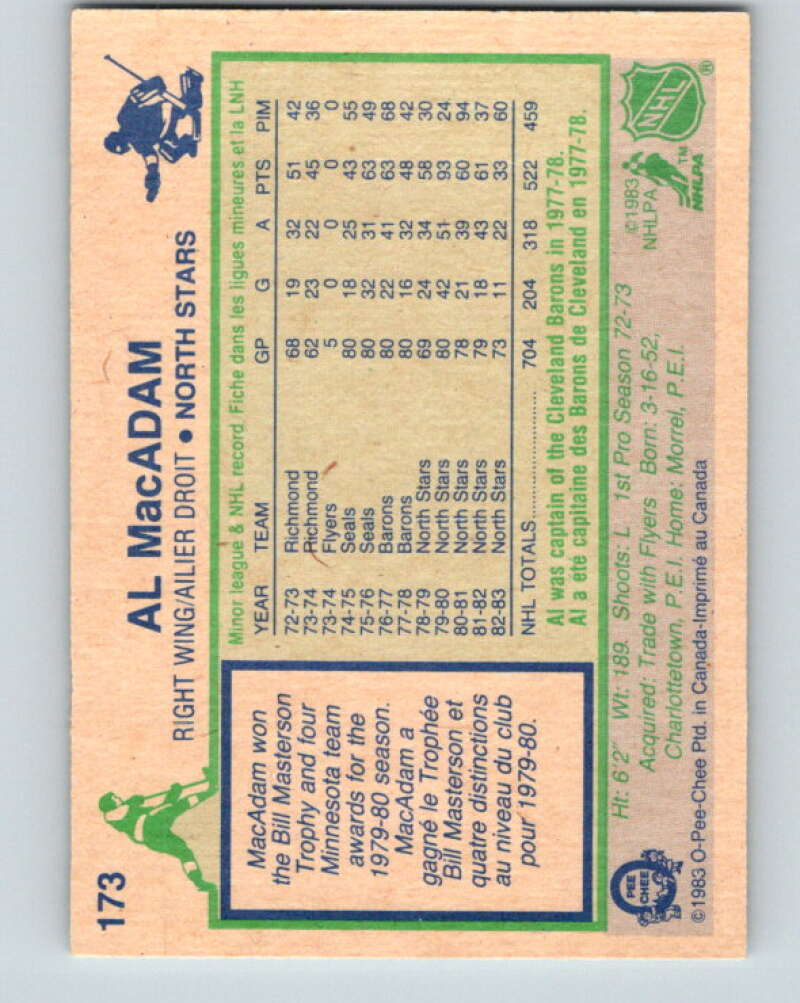 173
AL MacADAM
RIGHT WING/AILIER DROIT • NORTH STARS
MacAdam won
the Bill Masterson
Trophy and four
Minnesota team
awards for the
1979-80 season.
MacAdam a
gagné le Trophée
Bill Masterson et
quatre distinctions
au niveau du club
pour 1979-80.
Minor league & NHL record. Fiche dans les ligues mineures et la LNH
YEAR TEAM GP G A PTS PIM
72-73 Richmond 68 19 32 51 42
73-74 Richmond 62 23 22 45 36
73-74 Flyers 5 0 0 0 0
74-75 Seals 80 18 25 43 55
75-76 Seals 80 32 31 63 49
76-77 Barons 80 22 41 63 68
77-78 Barons 80 16 32 48 42
78-79 North Stars 69 24 34 58 30
79-80 North Stars 80 42 51 93 24
80-81 North Stars 78 21 39 60 94
81-82 North Stars 79 18 43 61 37
82-83 North Stars 73 11 22 33 60
NHL TOTALS.................... 704 204 318 522 459
Al was captain of the Cleveland Barons in 1977-78.
Al a éte capitaine des Barons de Cleveland en 1977-78.
Ht: 6'2" Wt: 189. Shoots: L 1st Pro Season 72-73
Acquired: Trade with Flyers Born: 3-16-52,
Charlottetown, P.E.I. Home: Morrel, P.E.I.
©1983
NHLPA
NHL ®
NHLPA TM
PEE
CHEE
©1983 O-Pee-Chee Ptd. in Canada-Imprimé au Canada